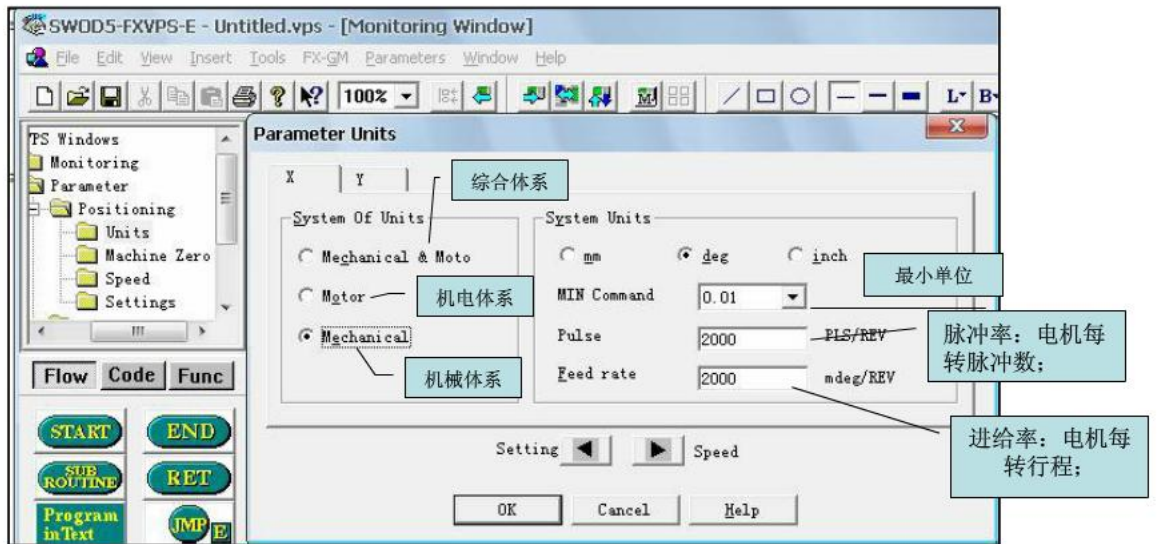 SWOD5-FXVPS-E - Untitled.vps - [Monitoring Window]
File Edit View Insert Tools FX-GM Parameters Window Help
100%
L B
PS Windows
Monitoring
Parameter
Positioning
Units
Machine Zero
Speed
Settings
Flow Code Func
START END
SUB ROUTINE RET
Program in Text JMP E
Parameter Units
X Y
综合体系
System Of Units
Mechanical & Moto
Motor
机电体系
Mechanical
机械体系
System Units
mm deg inch
最小单位
MIN Command 0.01
Pulse 2000 PLS/REV
脉冲率：电机每
转脉冲数；
Feed rate 2000 mdeg/REV
进给率：电机每
转行程；
Setting Speed
OK Cancel Help